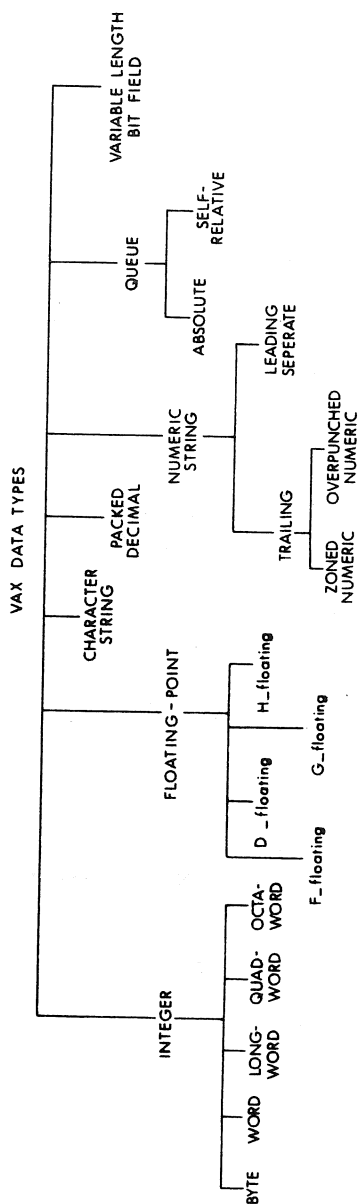 VAX DATA TYPES
INTEGER
FLOATING-POINT
CHARACTER
STRING
PACKED
DECIMAL
NUMERIC
STRING
QUEUE
VARIABLE LENGTH
BIT FIELD
BYTE
WORD
LONG-
WORD
QUAD-
WORD
OCTA-
WORD
F_floating
D_floating
G_floating
H_floating
TRAILING
LEADING
SEPERATE
ZONED
NUMERIC
OVERPUNCHED
NUMERIC
ABSOLUTE
SELF-
RELATIVE